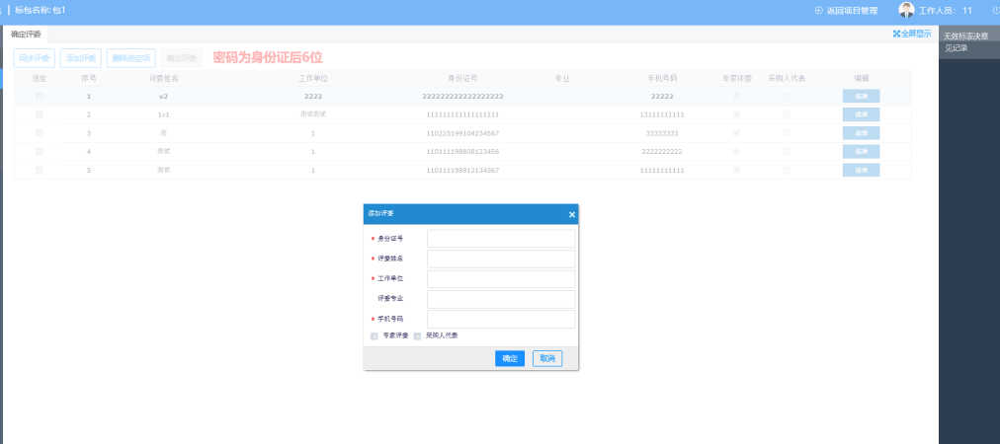 标包名称:包1
返回项目管理
工作人员: 11
确定评委
全屏显示
无效标表决意
见记录
同步评委 添加评委 删除选定项 确定评委 密码为身份证后6位
选定 序号 评委姓名 工作单位 身份证号 专业 手机号码 专家评委 采购人代表 编辑
1 v2 2222 222222222222222222 22222 编辑
2 lv1 测试测试 111111111111111111 13111111111 编辑
3 1 110225199104234567 33333333 编辑
4 测试 1 110111198808123456 2222222222 编辑
5 测试 1 110111198912134567 11111111111 编辑
添加评委 ×
* 身份证号
* 评委姓名
* 工作单位
评委专业
* 手机号码
专家评委 采购人代表
确定 取消